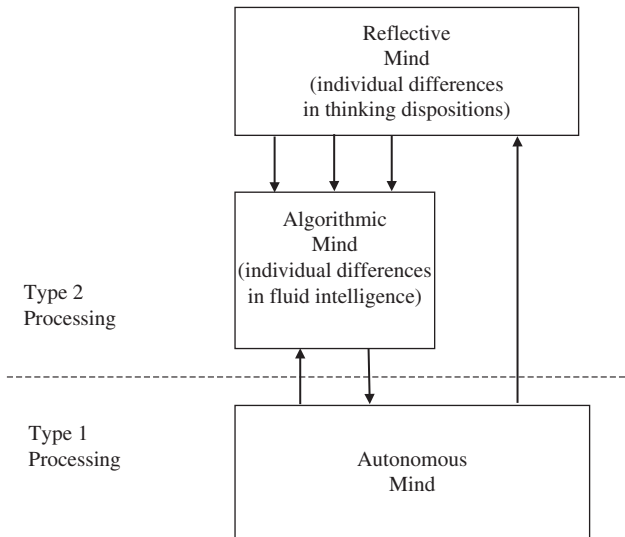 Reflective
Mind
(individual differences
in thinking dispositions)
Algorithmic
Mind
(individual differences
in fluid intelligence)
Type 2
Processing
Type 1
Processing
Autonomous
Mind